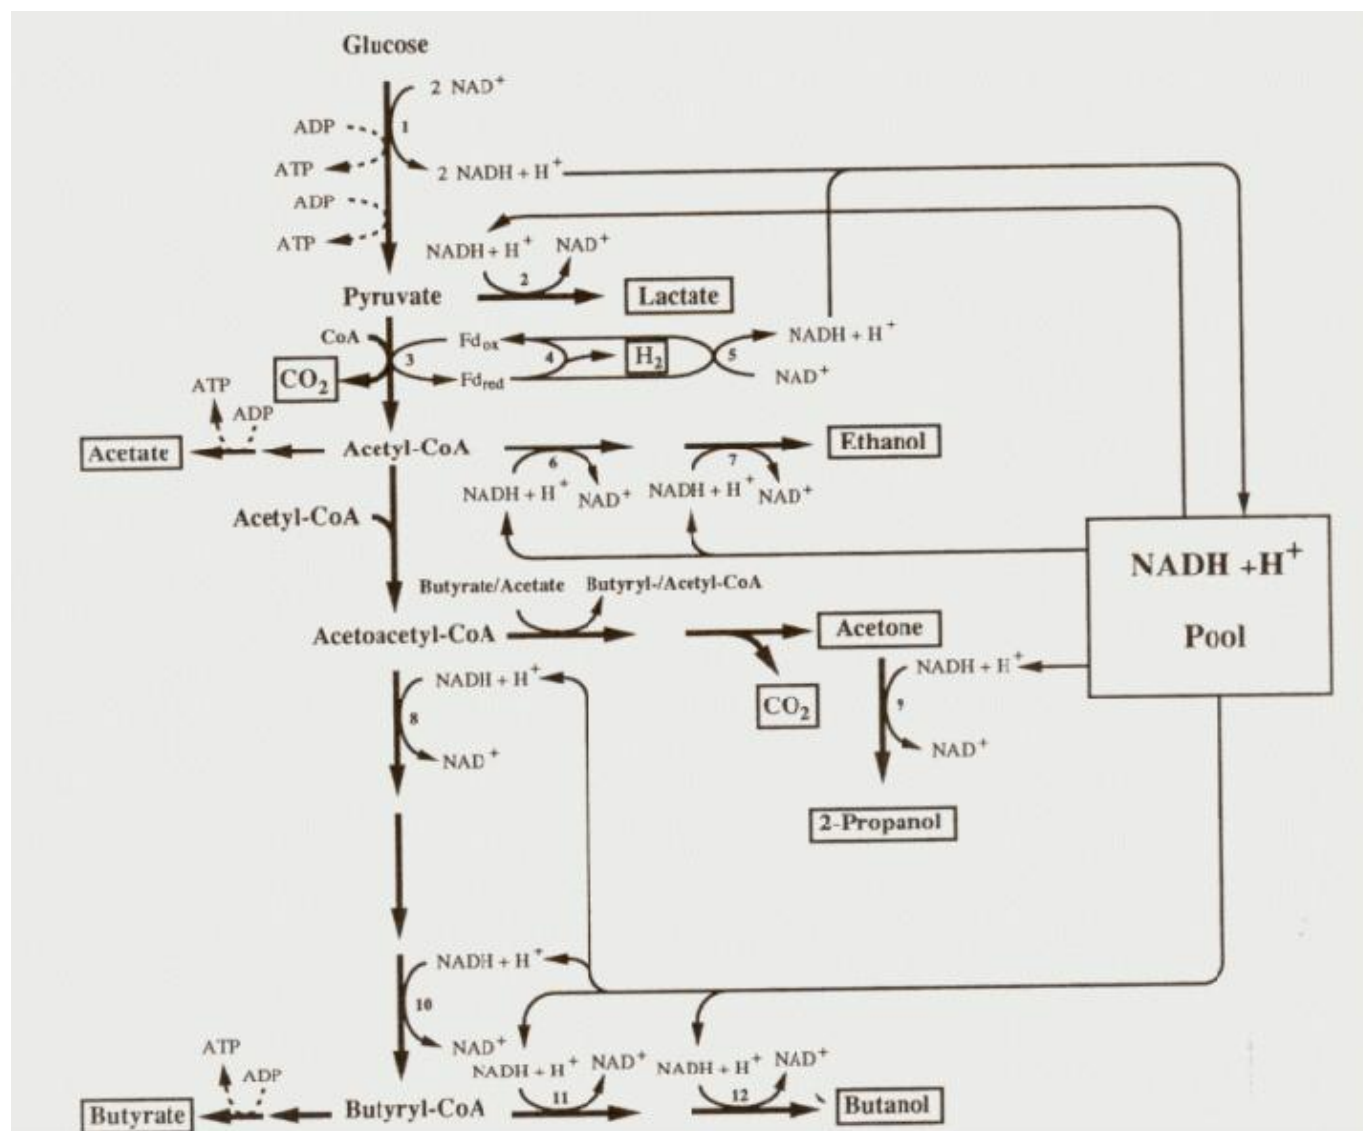 Glucose
2 NAD+
ADP
1
ATP
2 NADH + H+
ADP
ATP
NADH + H+ NAD+
2
Pyruvate
Lactate
CoA
Fdox
NADH + H+
3
4
H2
5
CO2
Fdred
NAD+
ATP
ADP
Acetate
Acetyl-CoA
Ethanol
6
7
NADH + H+ NAD+ NADH + H+ NAD+
Acetyl-CoA
NADH +H+
Pool
Butyrate/Acetate Butyryl-/Acetyl-CoA
Acetoacetyl-CoA
Acetone
NADH + H+
NADH + H+
CO2
8
9
NAD+
NAD+
2-Propanol
NADH + H+
10
NAD+
ATP
ADP
NADH + H+ NAD+
NADH + H+ NAD+
11
12
Butyrate
Butyryl-CoA
Butanol